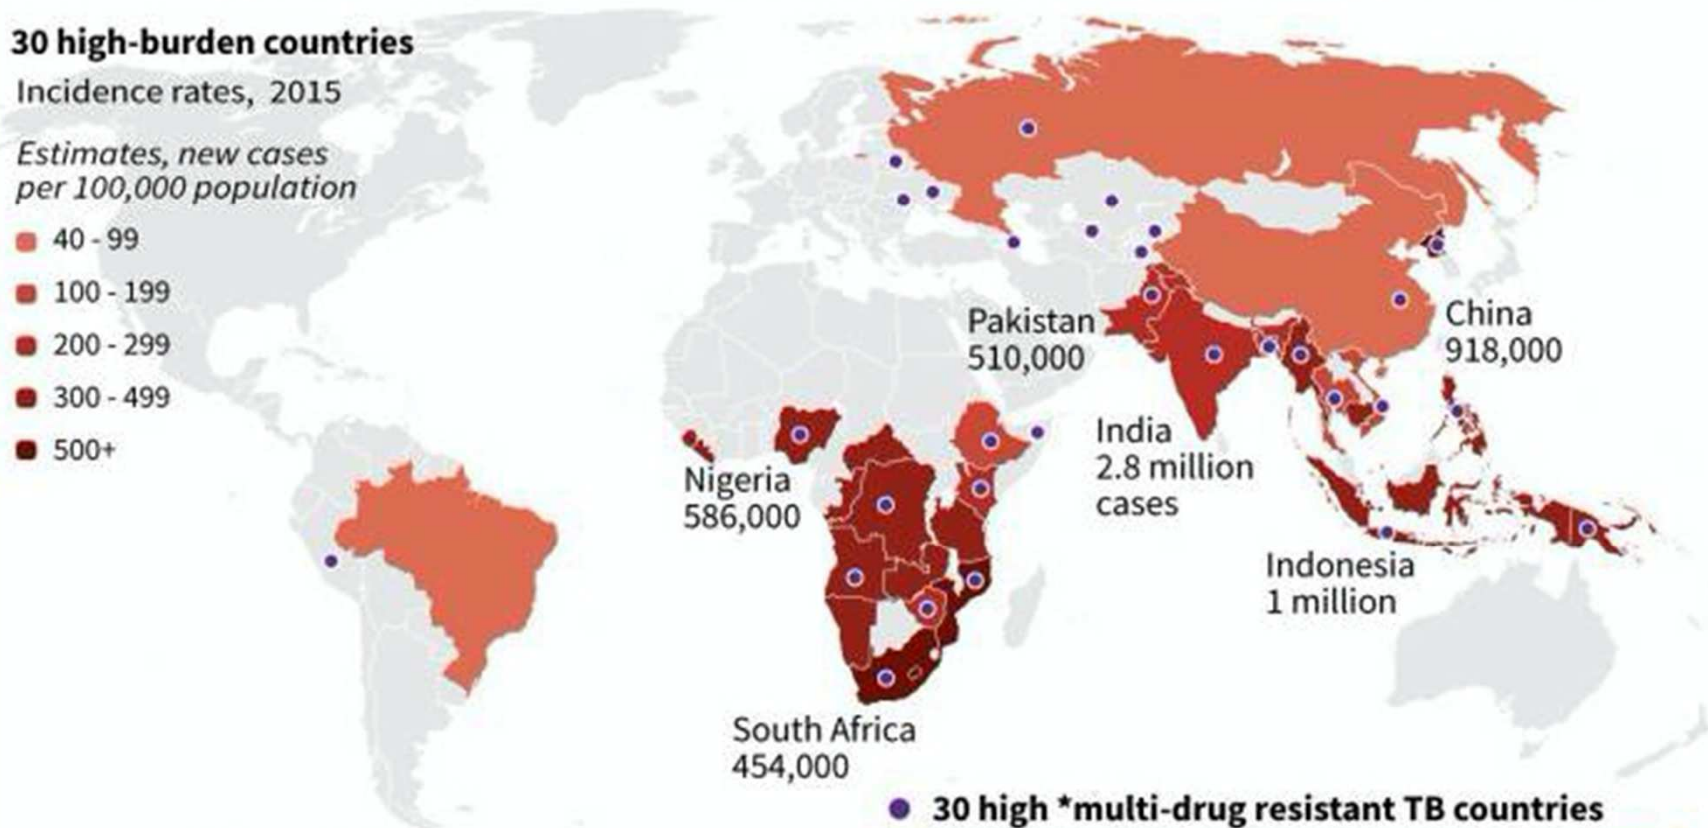 30 high-burden countries
Incidence rates, 2015
Estimates, new cases
per 100,000 population
40 - 99
100 - 199
200 - 299
300 - 499
500+
Pakistan
510,000
China
918,000
India
2.8 million
cases
Nigeria
586,000
Indonesia
1 million
South Africa
454,000
30 high *multi-drug resistant TB countries